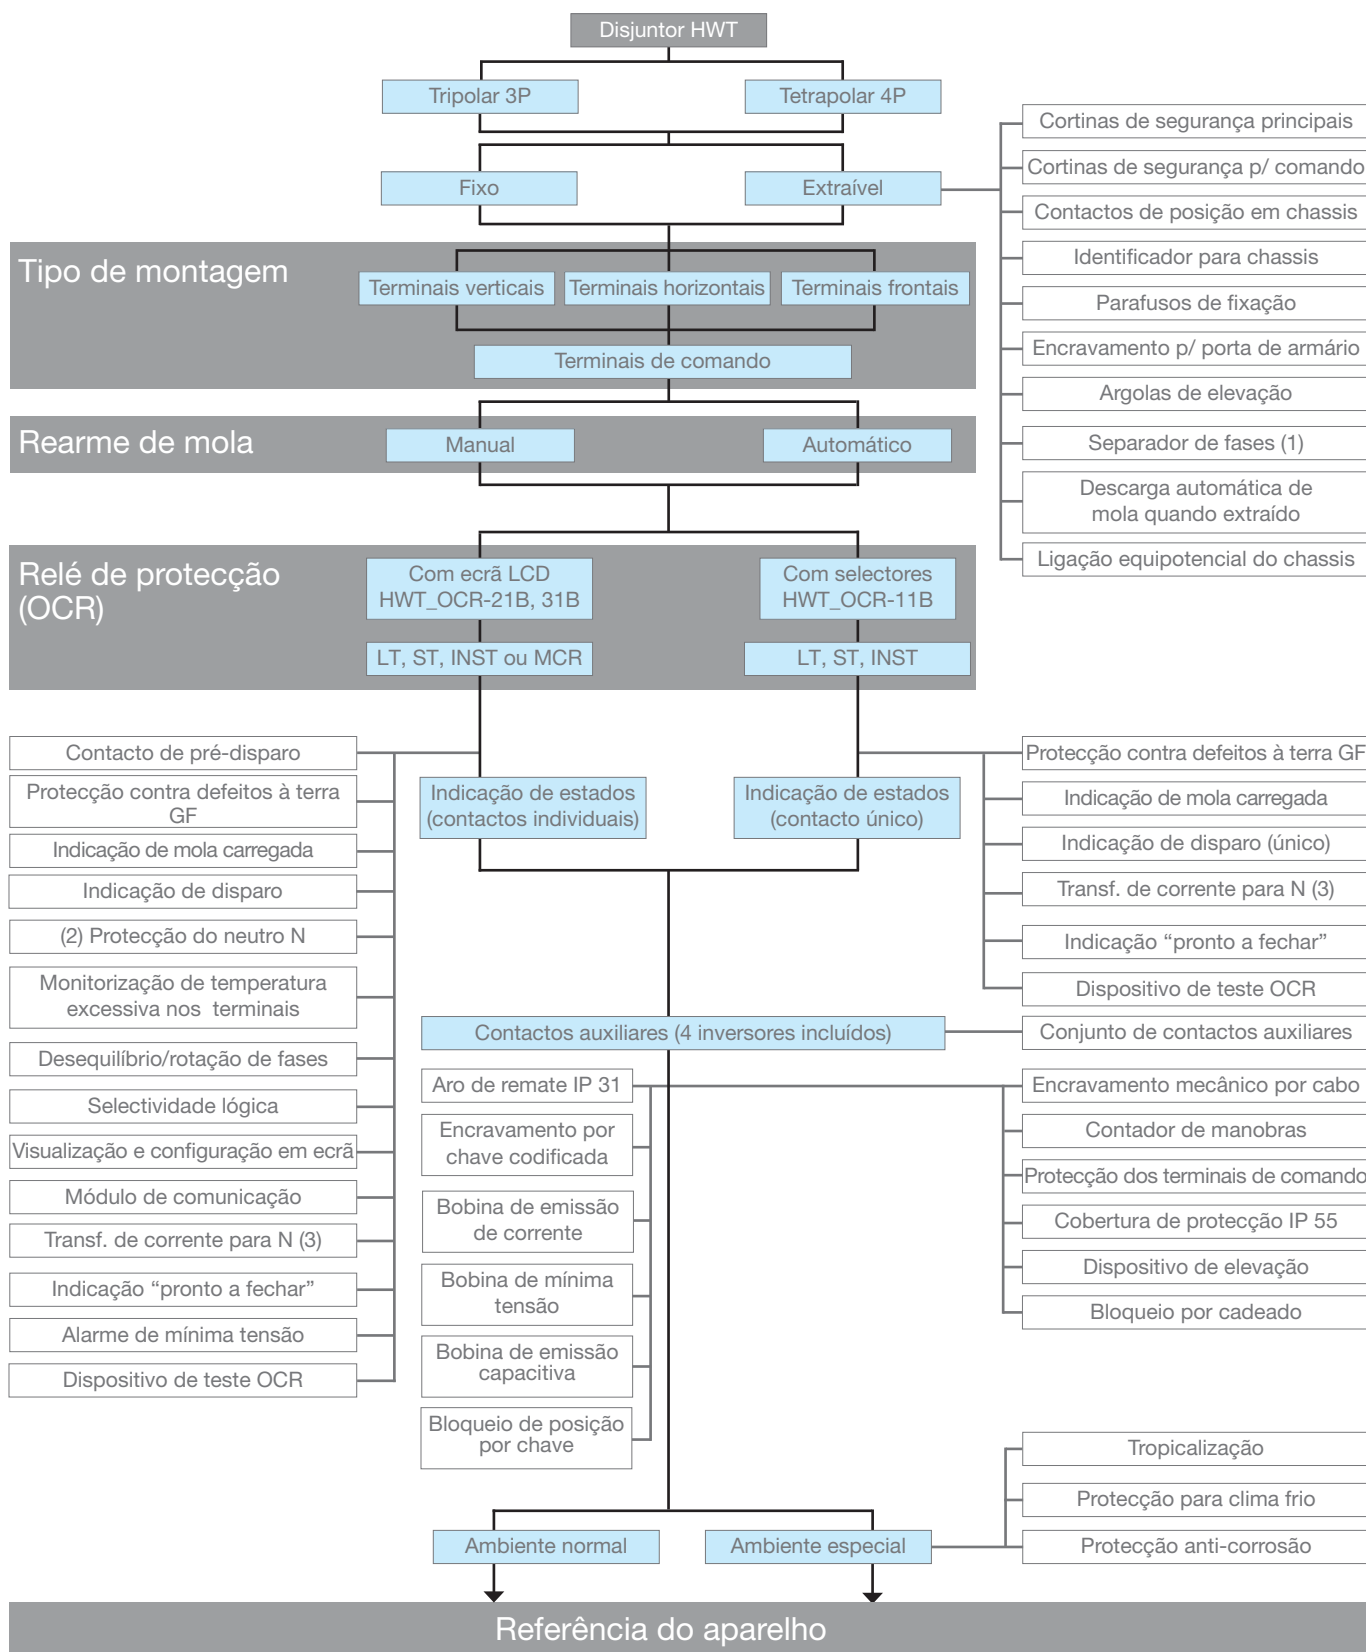 Disjuntor HWT
Tripolar 3P
Tetrapolar 4P
Fixo
Extraível
Cortinas de segurança principais
Cortinas de segurança p/ comando
Contactos de posição em chassis
Identificador para chassis
Parafusos de fixação
Encravamento p/ porta de armário
Argolas de elevação
Separador de fases (1)
Descarga automática de
mola quando extraído
Ligação equipotencial do chassis
Tipo de montagem
Terminais verticais
Terminais horizontais
Terminais frontais
Terminais de comando
Rearme de mola
Manual
Automático
Relé de protecção
(OCR)
Com ecrã LCD
HWT_OCR-21B, 31B
Com selectores
HWT_OCR-11B
LT, ST, INST ou MCR
LT, ST, INST
Contacto de pré-disparo
Protecção contra defeitos à terra
GF
Indicação de mola carregada
Indicação de disparo
(2) Protecção do neutro N
Monitorização de temperatura
excessiva nos terminais
Desequilíbrio/rotação de fases
Selectividade lógica
Visualização e configuração em ecrã
Módulo de comunicação
Transf. de corrente para N (3)
Indicação “pronto a fechar”
Alarme de mínima tensão
Dispositivo de teste OCR
Indicação de estados
(contactos individuais)
Indicação de estados
(contacto único)
Protecção contra defeitos à terra GF
Indicação de mola carregada
Indicação de disparo (único)
Transf. de corrente para N (3)
Indicação “pronto a fechar”
Dispositivo de teste OCR
Contactos auxiliares (4 inversores incluídos)
Conjunto de contactos auxiliares
Aro de remate IP 31
Encravamento por
chave codificada
Bobina de emissão
de corrente
Bobina de mínima
tensão
Bobina de emissão
capacitiva
Bloqueio de posição
por chave
Encravamento mecânico por cabo
Contador de manobras
Protecção dos terminais de comando
Cobertura de protecção IP 55
Dispositivo de elevação
Bloqueio por cadeado
Tropicalização
Protecção para clima frio
Protecção anti-corrosão
Ambiente normal
Ambiente especial
Referência do aparelho